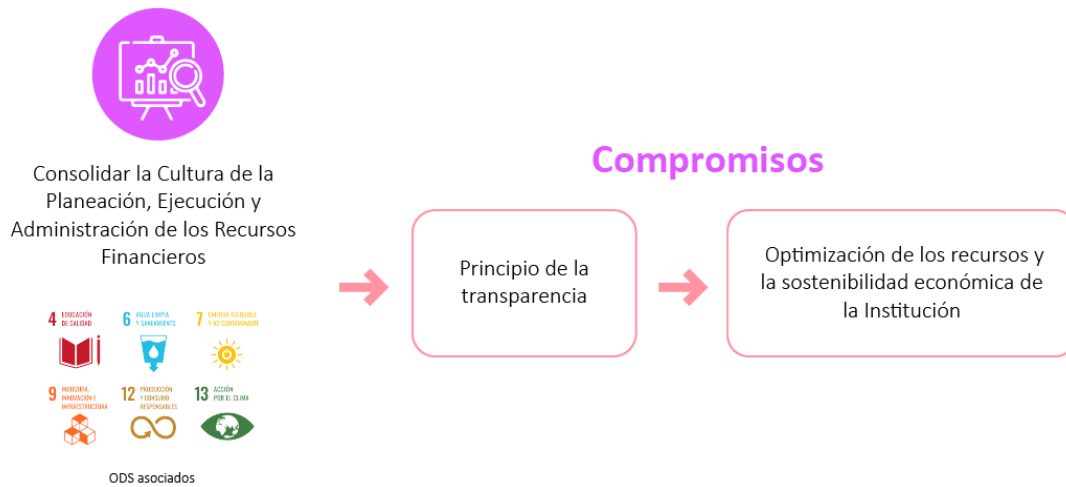 Consolidar la Cultura de la
Planeación, Ejecución y
Administración de los Recursos
Financieros
4 EDUCACIÓN
DE CALIDAD
6 AGUA LIMPIA
Y SANEAMIENTO
7 ENERGÍA ASEQUIBLE
Y NO CONTAMINANTE
9 INDUSTRIA,
INNOVACIÓN E
INFRAESTRUCTURA
12 PRODUCCIÓN
Y CONSUMO
RESPONSABLES
13 ACCIÓN
POR EL CLIMA
ODS asociados
Compromisos
Principio de la
transparencia
Optimización de los recursos y
la sostenibilidad económica de
la Institución